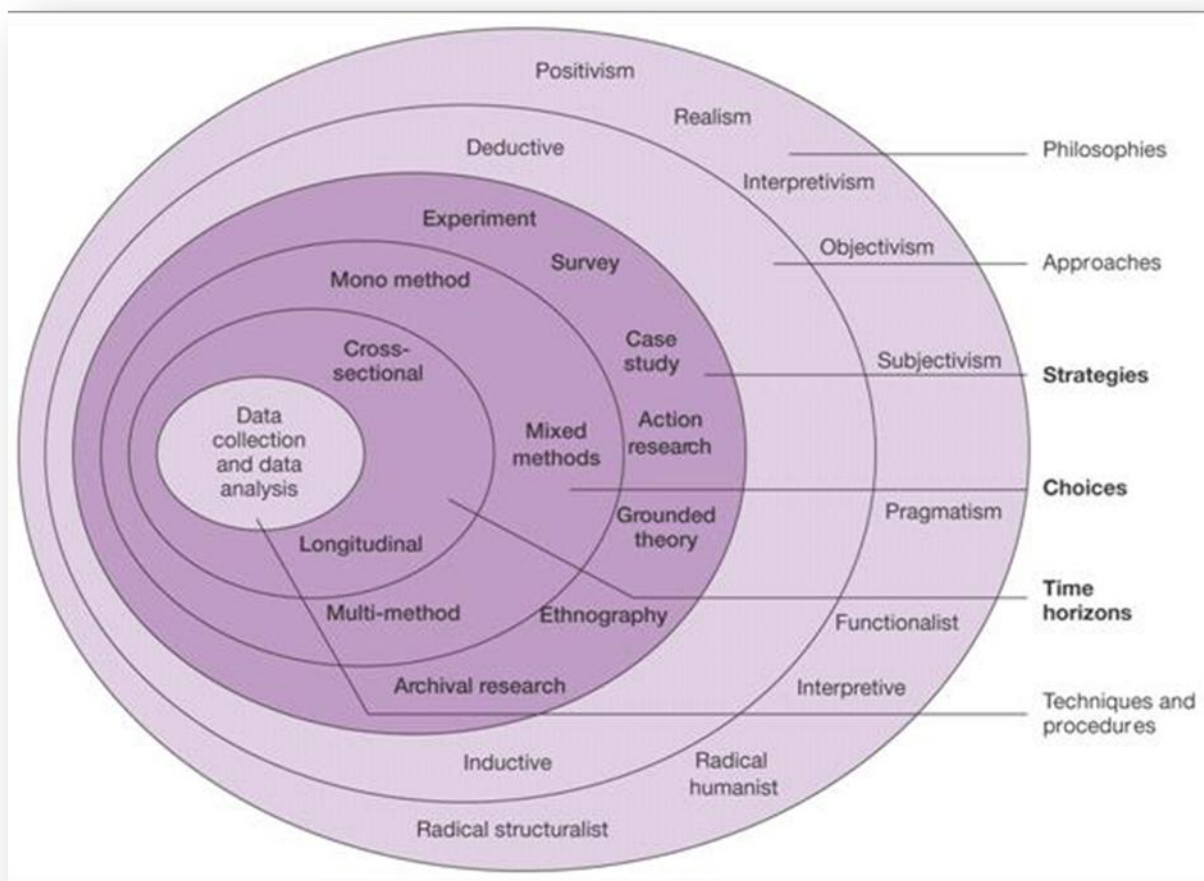 Positivism
Realism
Philosophies
Deductive
Interpretivism
Experiment
Objectivism
Survey
Approaches
Mono method
Cross-
sectional
Case
study
Subjectivism
Strategies
Data
collection
and data
analysis
Mixed
methods
Action
research
Choices
Pragmatism
Grounded
theory
Longitudinal
Time
horizons
Multi-method
Ethnography
Functionalist
Archival research
Interpretive
Techniques and
procedures
Inductive
Radical
humanist
Radical structuralist